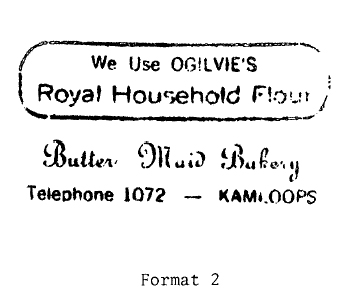 We Use OGILVIE'S
Royal Household Flour
Butter Maid Bakery
Telephone 1072 — KAMLOOPS
Format 2